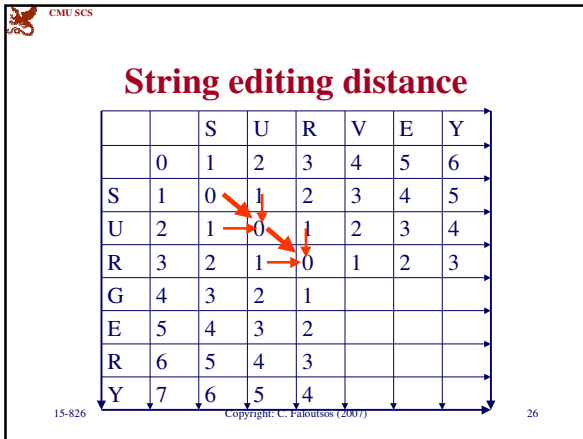 CMU SCS
String editing distance
S U R V E Y
0 1 2 3 4 5 6
S 1 0 1 2 3 4 5
U 2 1 0 1 2 3 4
R 3 2 1 0 1 2 3
G 4 3 2 1
E 5 4 3 2
R 6 5 4 3
Y 7 6 5 4
15-826 Copyright: C. Faloutsos (2007) 26